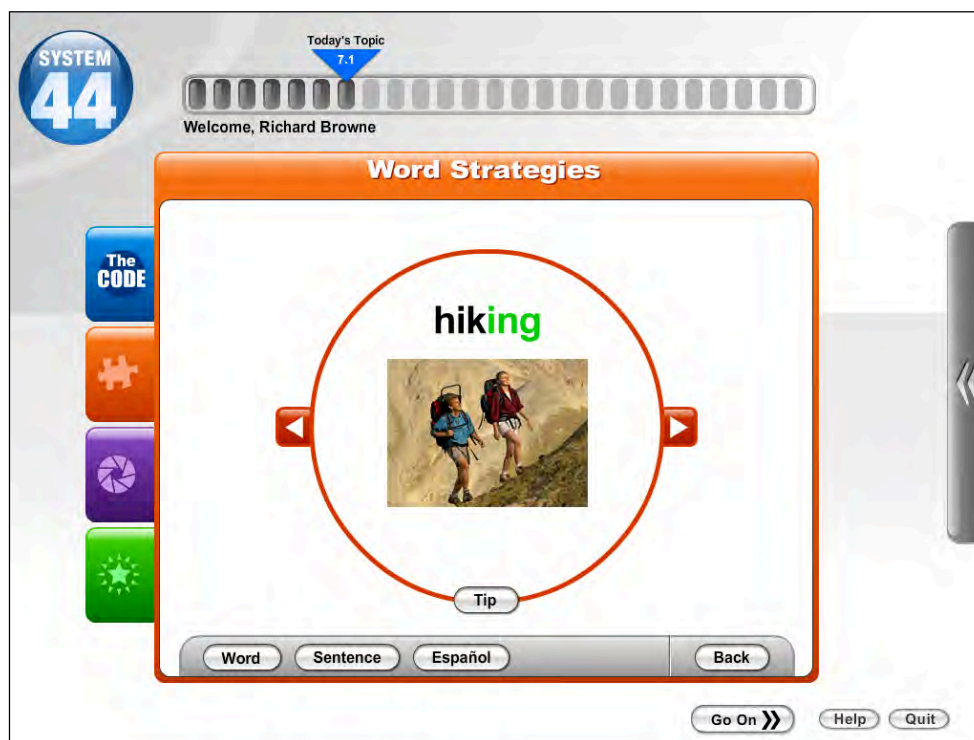 SYSTEM
44
Today's Topic
7.1
Welcome, Richard Browne
Word Strategies
The
CODE
hiking
Tip
Word Sentence Español Back
Go On Help Quit